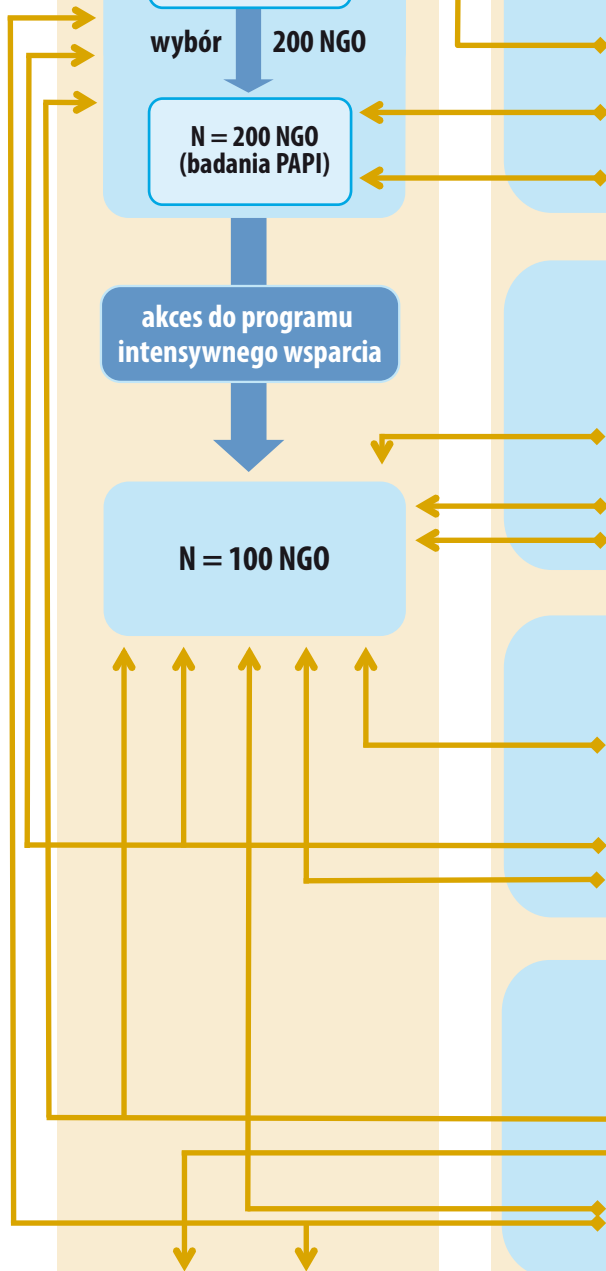 wybór 200 NGO
N = 200 NGO
(badania PAPI)
akces do programu
intensywnego wsparcia
N = 100 NGO